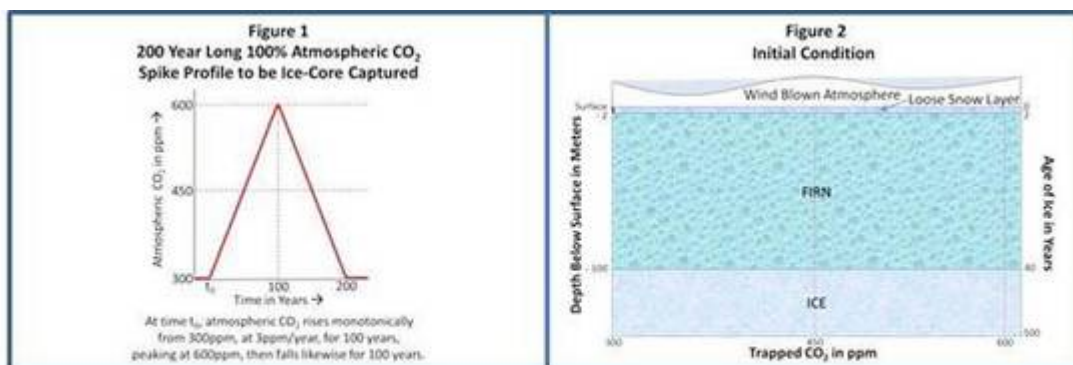 Figure 1
200 Year Long 100% Atmospheric CO₂
Spike Profile to be Ice-Core Captured
Atmospheric CO₂ in ppm →
600
450
300
t₀
100
200
Time in Years →
At time t₀, atmospheric CO₂ rises monotonically
from 300ppm, at 3ppm/year, for 100 years,
peaking at 600ppm, then falls likewise for 100 years.
Figure 2
Initial Condition
Wind Blown Atmosphere
Loose Snow Layer
Surface
Depth Below Surface in Meters
FIRN
- 100
ICE
Age of Ice in Years
300
450
600
Trapped CO₂ in ppm